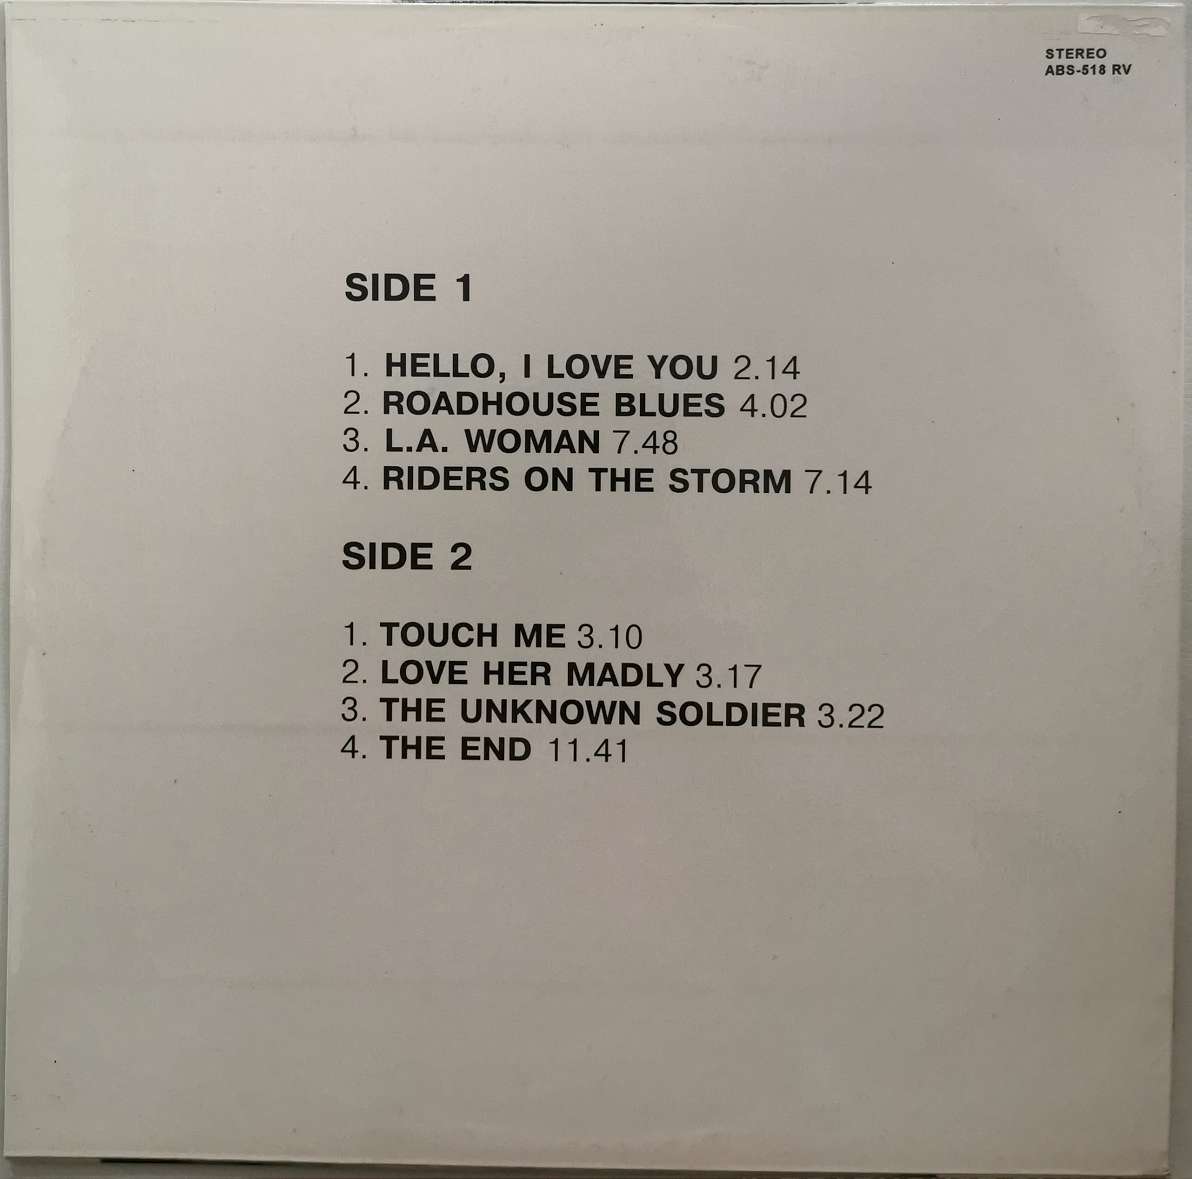 STEREO
ABS-518 RV
SIDE 1
1. HELLO, I LOVE YOU 2.14
2. ROADHOUSE BLUES 4.02
3. L.A. WOMAN 7.48
4. RIDERS ON THE STORM 7.14
SIDE 2
1. TOUCH ME 3.10
2. LOVE HER MADLY 3.17
3. THE UNKNOWN SOLDIER 3.22
4. THE END 11.41